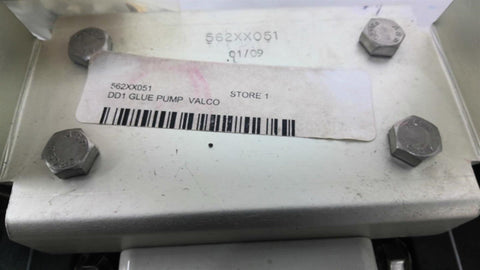 562XX051
01/09
562XX051
DD1 GLUE PUMP VALCO STORE 1